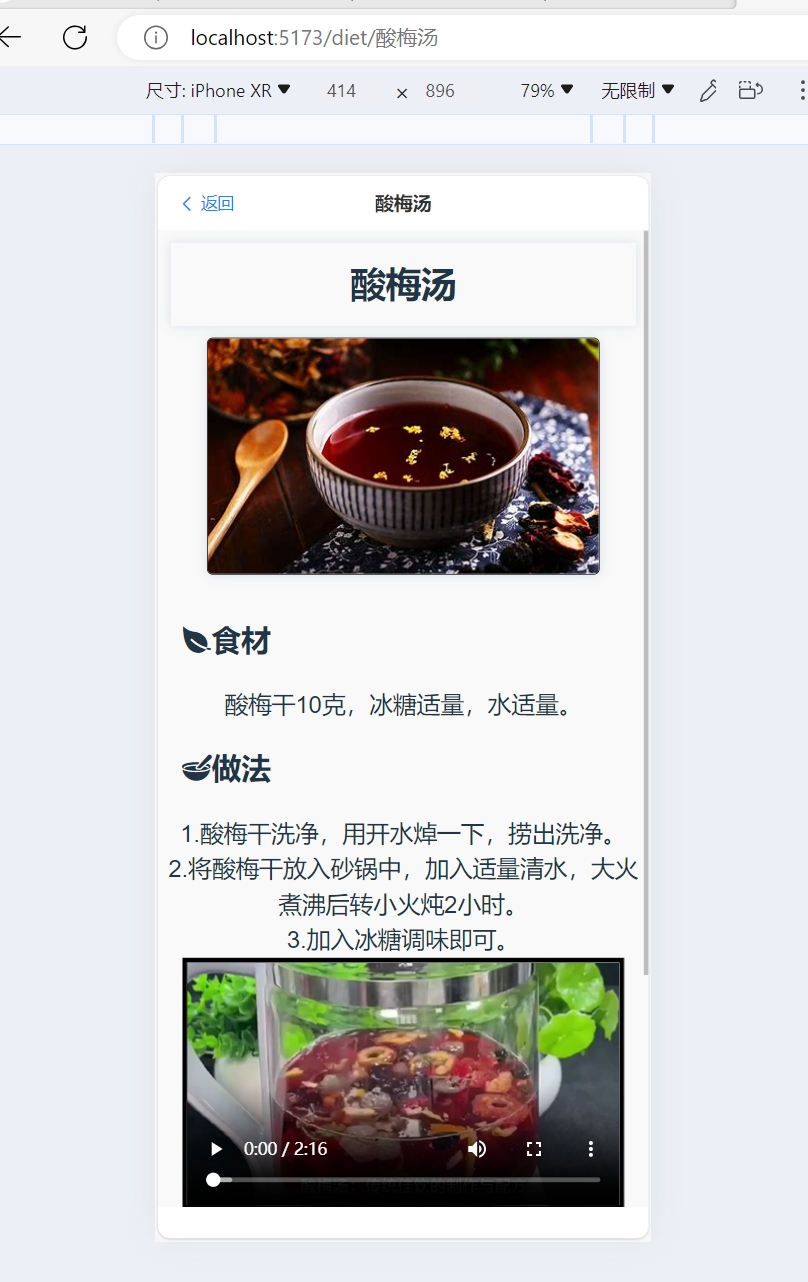 localhost:5173/diet/酸梅汤
尺寸: iPhone XR 414 × 896 79% 无限制
返回 酸梅汤
酸梅汤
食材
酸梅干10克，冰糖适量，水适量。
做法
1.酸梅干洗净，用开水焯一下，捞出洗净。
2.将酸梅干放入砂锅中，加入适量清水，大火
煮沸后转小火炖2小时。
3.加入冰糖调味即可。
0:00 / 2:16